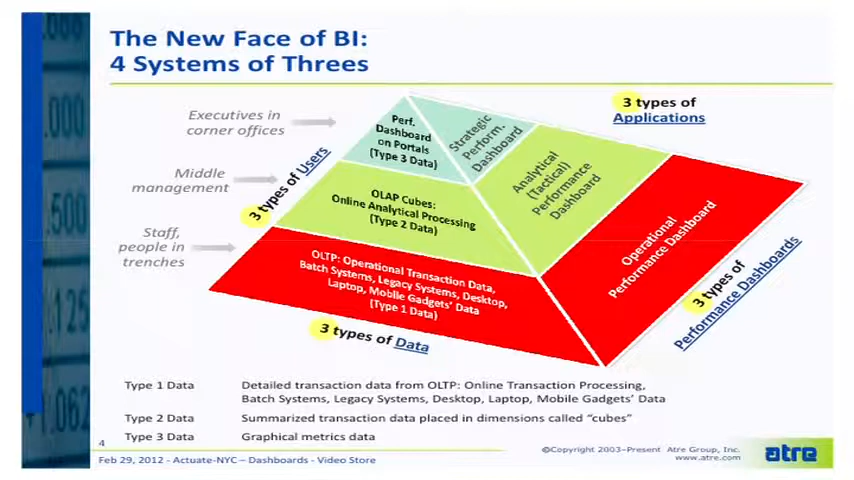 The New Face of BI:
4 Systems of Threes
3 types of
Applications
Executives in
corner offices
Middle
management
Staff,
people in
trenches
3 types of Users
Perf.
Dashboard
on Portals
(Type 3 Data)
Strategic
Perform.
Dashboard
OLAP Cubes:
Online Analytical Processing
(Type 2 Data)
Analytical
(Tactical)
Performance
Dashboard
OLTP: Operational Transaction Data,
Batch Systems, Legacy Systems, Desktop,
Laptop, Mobile Gadgets' Data
(Type 1 Data)
Operational
Performance Dashboard
3 types of
Performance Dashboards
3 types of Data
Type 1 Data Detailed transaction data from OLTP: Online Transaction Processing,
Batch Systems, Legacy Systems, Desktop, Laptop, Mobile Gadgets' Data
Type 2 Data Summarized transaction data placed in dimensions called “cubes”
Type 3 Data Graphical metrics data
4
Feb 29, 2012 - Actuate-NYC – Dashboards - Video Store
©Copyright 2003–Present Atre Group, Inc.
www.atre.com
atre
.000
.500
.125
1.062